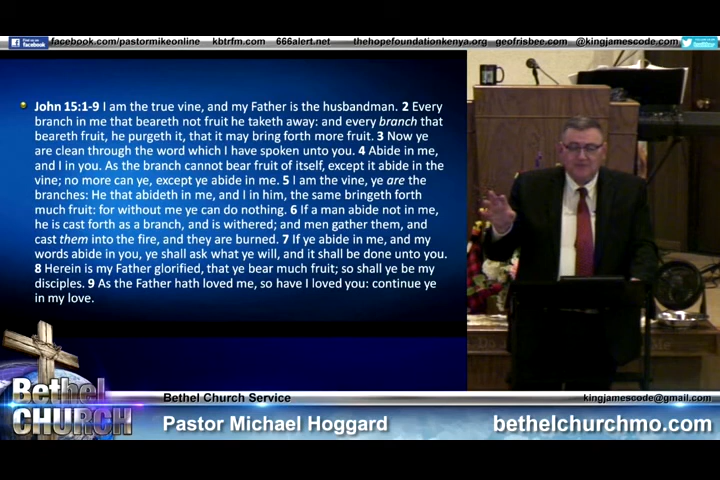 Find us on facebook
facebook.com/pastormikeonline kbtrfm.com 666alert.net thehopefoundationkenya.org geofrisbee.com @kingjamescode.com twitter
John 15:1-9 I am the true vine, and my Father is the husbandman. 2 Every
branch in me that beareth not fruit he taketh away: and every branch that
beareth fruit, he purgeth it, that it may bring forth more fruit. 3 Now ye
are clean through the word which I have spoken unto you. 4 Abide in me,
and I in you. As the branch cannot bear fruit of itself, except it abide in the
vine; no more can ye, except ye abide in me. 5 I am the vine, ye are the
branches: He that abideth in me, and I in him, the same bringeth forth
much fruit: for without me ye can do nothing. 6 If a man abide not in me,
he is cast forth as a branch, and is withered; and men gather them, and
cast them into the fire, and they are burned. 7 If ye abide in me, and my
words abide in you, ye shall ask what ye will, and it shall be done unto you.
8 Herein is my Father glorified, that ye bear much fruit; so shall ye be my
disciples. 9 As the Father hath loved me, so have I loved you: continue ye
in my love.
Bethel
CHURCH
Bethel Church Service kingjamescode@gmail.com
Pastor Michael Hoggard bethelchurchmo.com